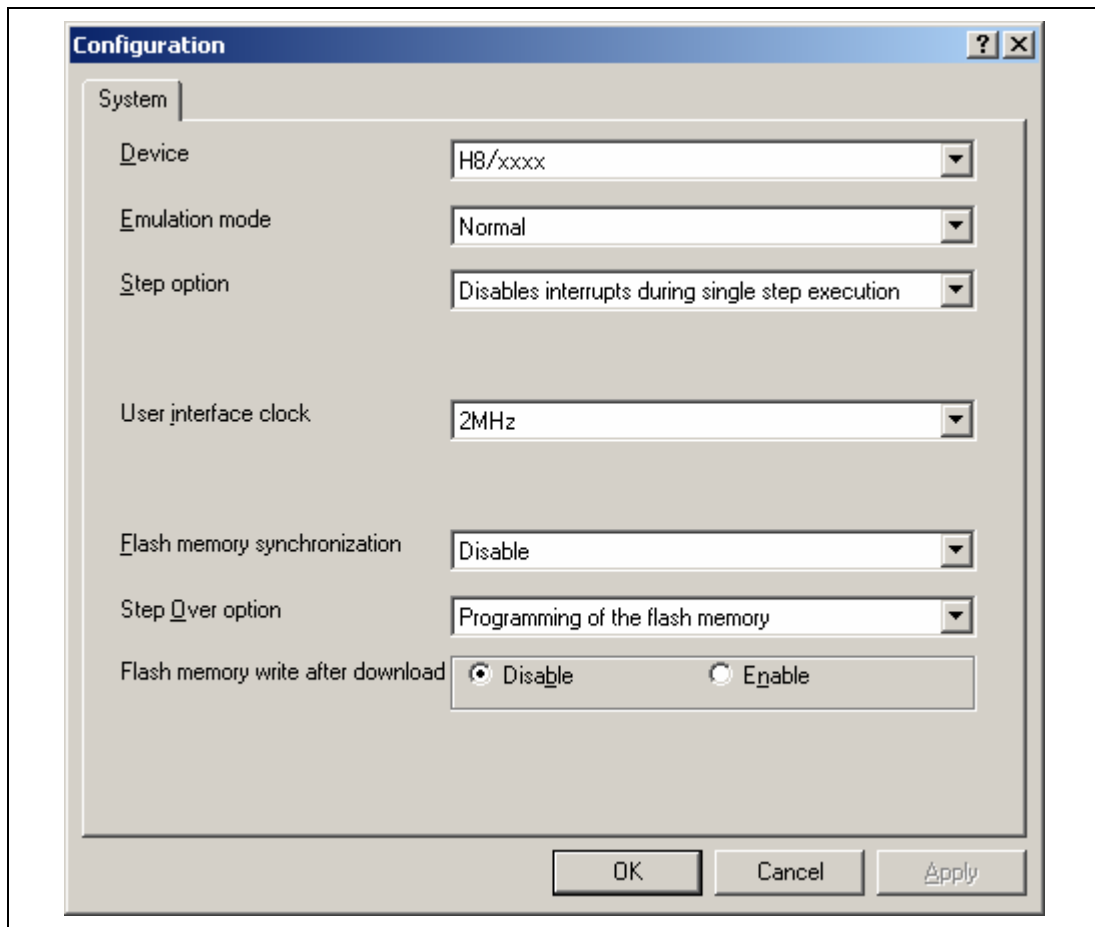 Configuration
System
Device H8/xxxx
Emulation mode Normal
Step option Disables interrupts during single step execution
User interface clock 2MHz
Flash memory synchronization Disable
Step Over option Programming of the flash memory
Flash memory write after download Disable Enable
OK Cancel Apply